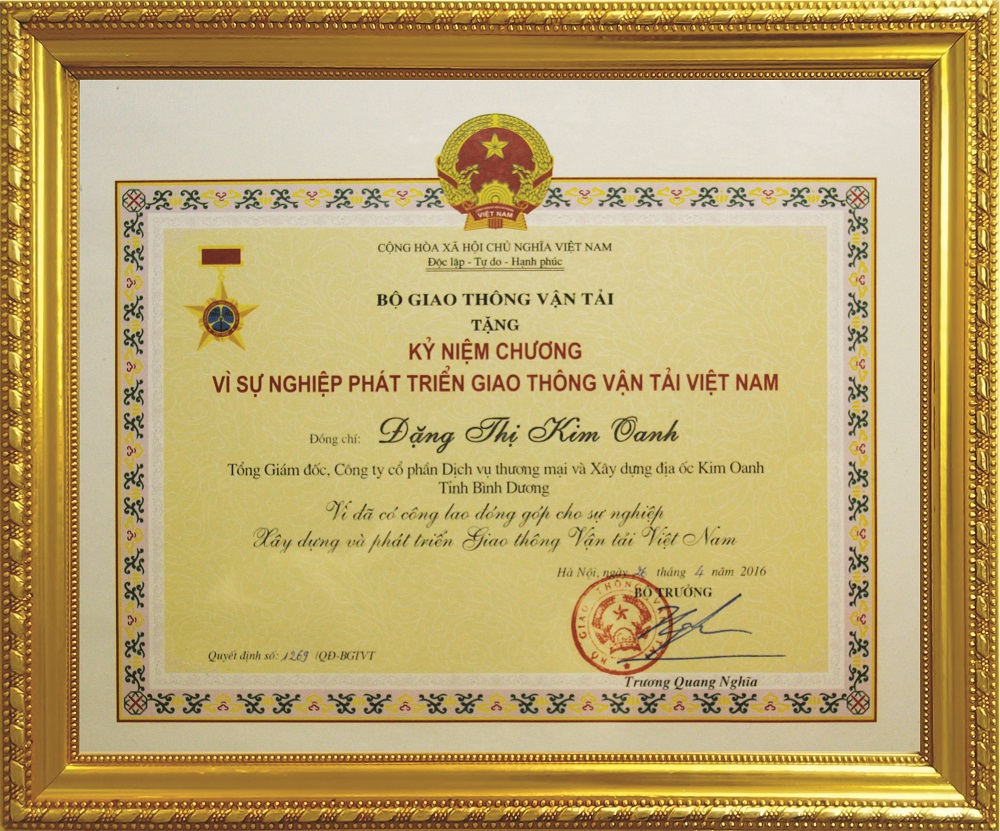 VIỆT NAM
CỘNG HÒA XÃ HỘI CHỦ NGHĨA VIỆT NAM
Độc lập - Tự do - Hạnh phúc
BỘ GIAO THÔNG VẬN TẢI
TẶNG
KỶ NIỆM CHƯƠNG
VÌ SỰ NGHIỆP PHÁT TRIỂN GIAO THÔNG VẬN TẢI VIỆT NAM
Đồng chí: Đặng Thị Kim Oanh
Tổng Giám đốc, Công ty cổ phần Dịch vụ thương mại và Xây dựng địa ốc Kim Oanh
Tỉnh Bình Dương
Vì đã có công lao đóng góp cho sự nghiệp
Xây dựng và phát triển Giao thông Vận tải Việt Nam
Hà Nội, ngày 26 tháng 4 năm 2016
BỘ TRƯỞNG
Quyết định số: 1269 /QĐ-BGTVT
Trương Quang Nghĩa